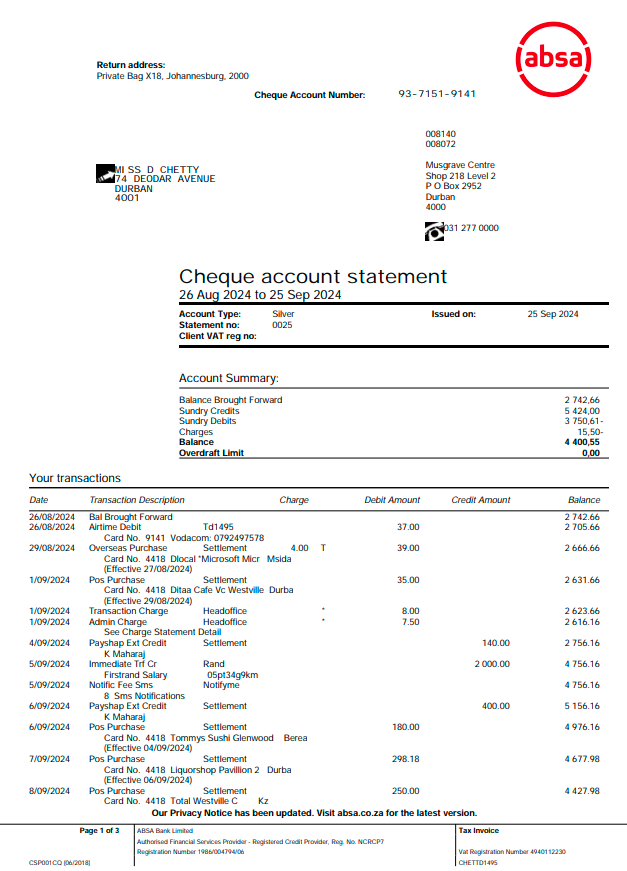 absa
Return address:
Private Bag X18, Johannesburg, 2000
Cheque Account Number: 93-7151-9141
008140
008072
MISS D CHETTY
74 DEODAR AVENUE
DURBAN
4001
Musgrave Centre
Shop 218 Level 2
P O Box 2952
Durban
4000
031 277 0000
Cheque account statement
26 Aug 2024 to 25 Sep 2024
Account Type: Silver Issued on: 25 Sep 2024
Statement no: 0025
Client VAT reg no:
Account Summary:
Balance Brought Forward 2 742,66
Sundry Credits 5 424,00
Sundry Debits 3 750,61-
Charges 15,50-
Balance 4 400,55
Overdraft Limit 0,00
Your transactions
Date Transaction Description Charge Debit Amount Credit Amount Balance
26/08/2024 Bal Brought Forward 2 742.66
26/08/2024 Airtime Debit Td1495 37.00 2 705.66
Card No. 9141 Vodacom: 0792497578
29/08/2024 Overseas Purchase Settlement 4.00 T 39.00 2 666.66
Card No. 4418 Dlocal *Microsoft Micr Msida
(Effective 27/08/2024)
1/09/2024 Pos Purchase Settlement 35.00 2 631.66
Card No. 4418 Ditaa Cafe Vc Westville Durba
(Effective 29/08/2024)
1/09/2024 Transaction Charge Headoffice * 8.00 2 623.66
1/09/2024 Admin Charge Headoffice * 7.50 2 616.16
See Charge Statement Detail
4/09/2024 Payshap Ext Credit Settlement 140.00 2 756.16
K Maharaj
5/09/2024 Immediate Trf Cr Rand 2 000.00 4 756.16
Firstrand Salary 05pt34g9km
5/09/2024 Notific Fee Sms Notifyme 4 756.16
8 Sms Notifications
6/09/2024 Payshap Ext Credit Settlement 400.00 5 156.16
K Maharaj
6/09/2024 Pos Purchase Settlement 180.00 4 976.16
Card No. 4418 Tommys Sushi Glenwood Berea
(Effective 04/09/2024)
7/09/2024 Pos Purchase Settlement 298.18 4 677.98
Card No. 4418 Liquorshop Pavillion 2 Durba
(Effective 06/09/2024)
8/09/2024 Pos Purchase Settlement 250.00 4 427.98
Card No. 4418 Total Westville C Kz
Our Privacy Notice has been updated. Visit absa.co.za for the latest version.
Page 1 of 3
ABSA Bank Limited
Authorised Financial Services Provider - Registered Credit Provider, Reg. No. NCRCP7
Registration Number 1986/004794/06
Tax Invoice
Vat Registration Number 4940112230
CSP001CQ (06/2018)
CHETTD1495